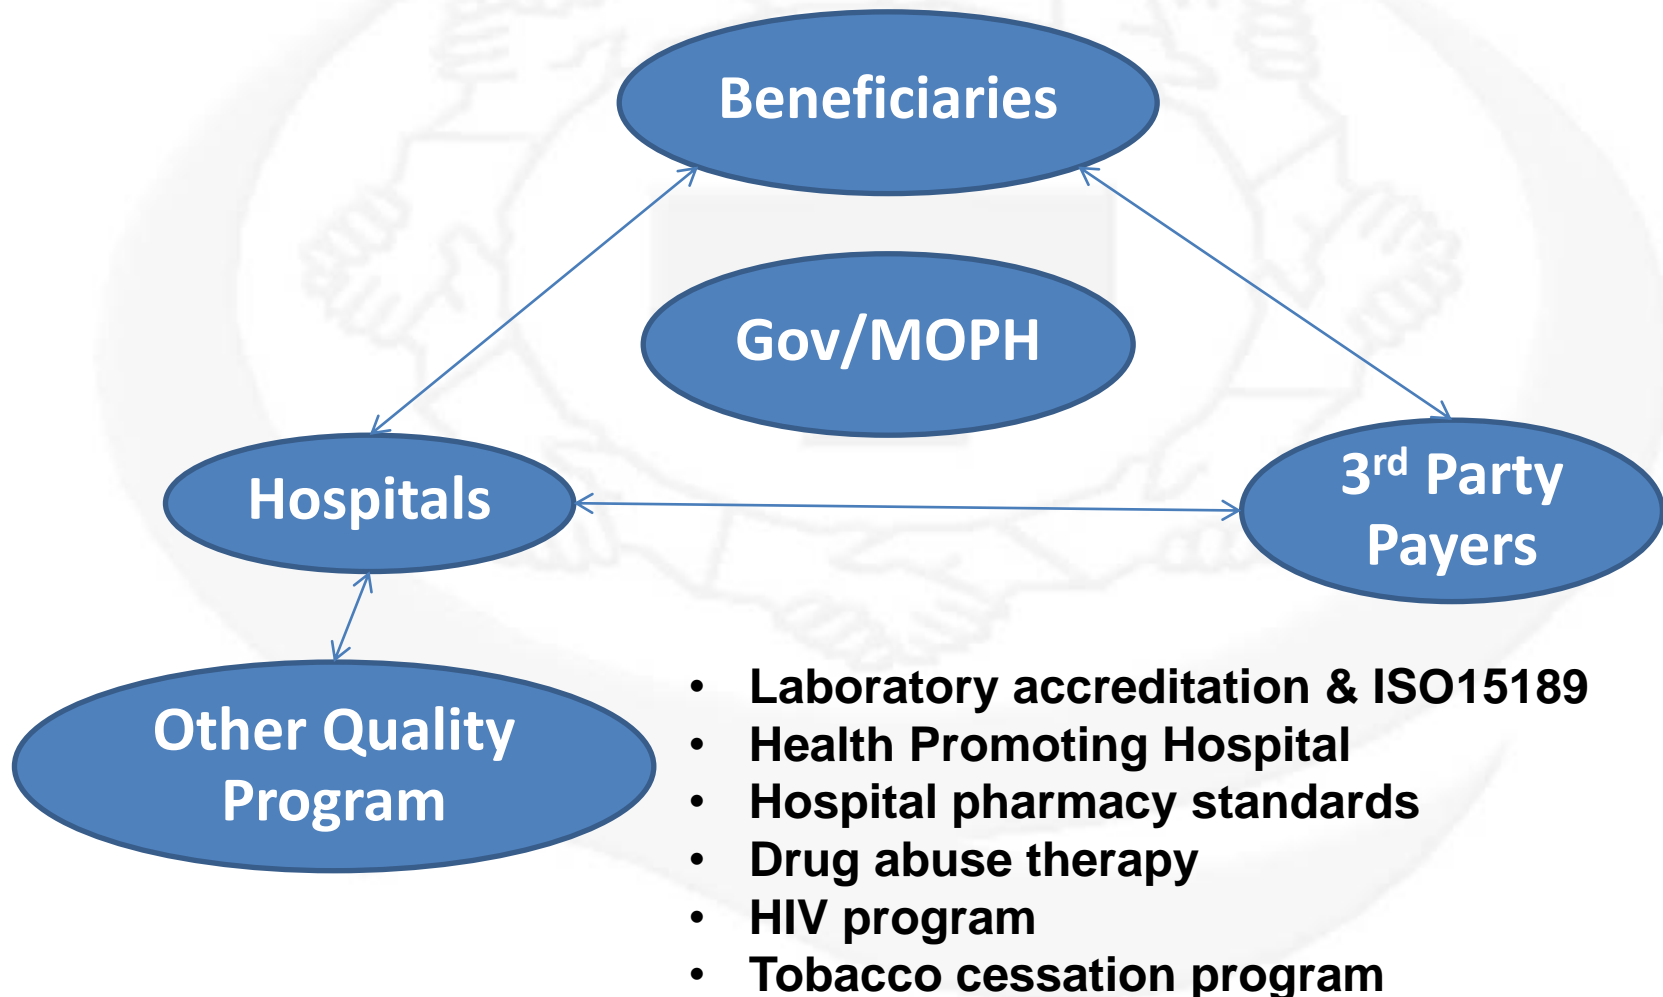 Beneficiaries
Gov/MOPH
Hospitals
3rd Party
Payers
Other Quality
Program
• Laboratory accreditation & ISO15189
• Health Promoting Hospital
• Hospital pharmacy standards
• Drug abuse therapy
• HIV program
• Tobacco cessation program